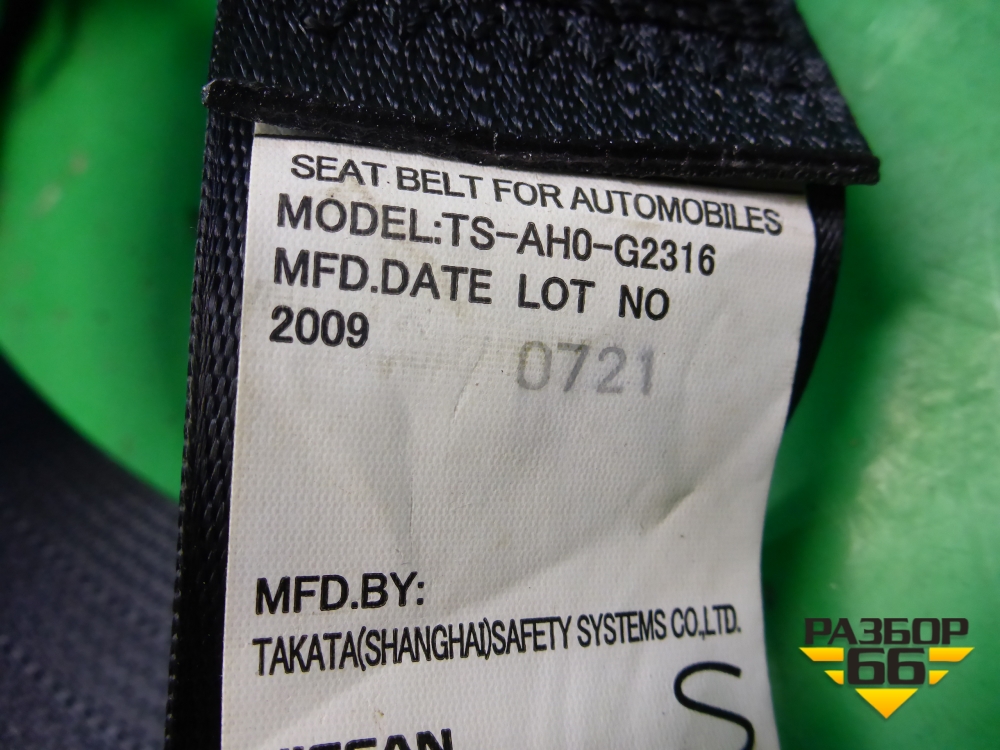 SEAT BELT FOR AUTOMOBILES
MODEL:TS-AH0-G2316
MFD.DATE LOT NO
2009 0721
MFD.BY:
TAKATA(SHANGHAI)SAFETY SYSTEMS CO.,LTD.
S
NISSAN
РАЗБОР
66